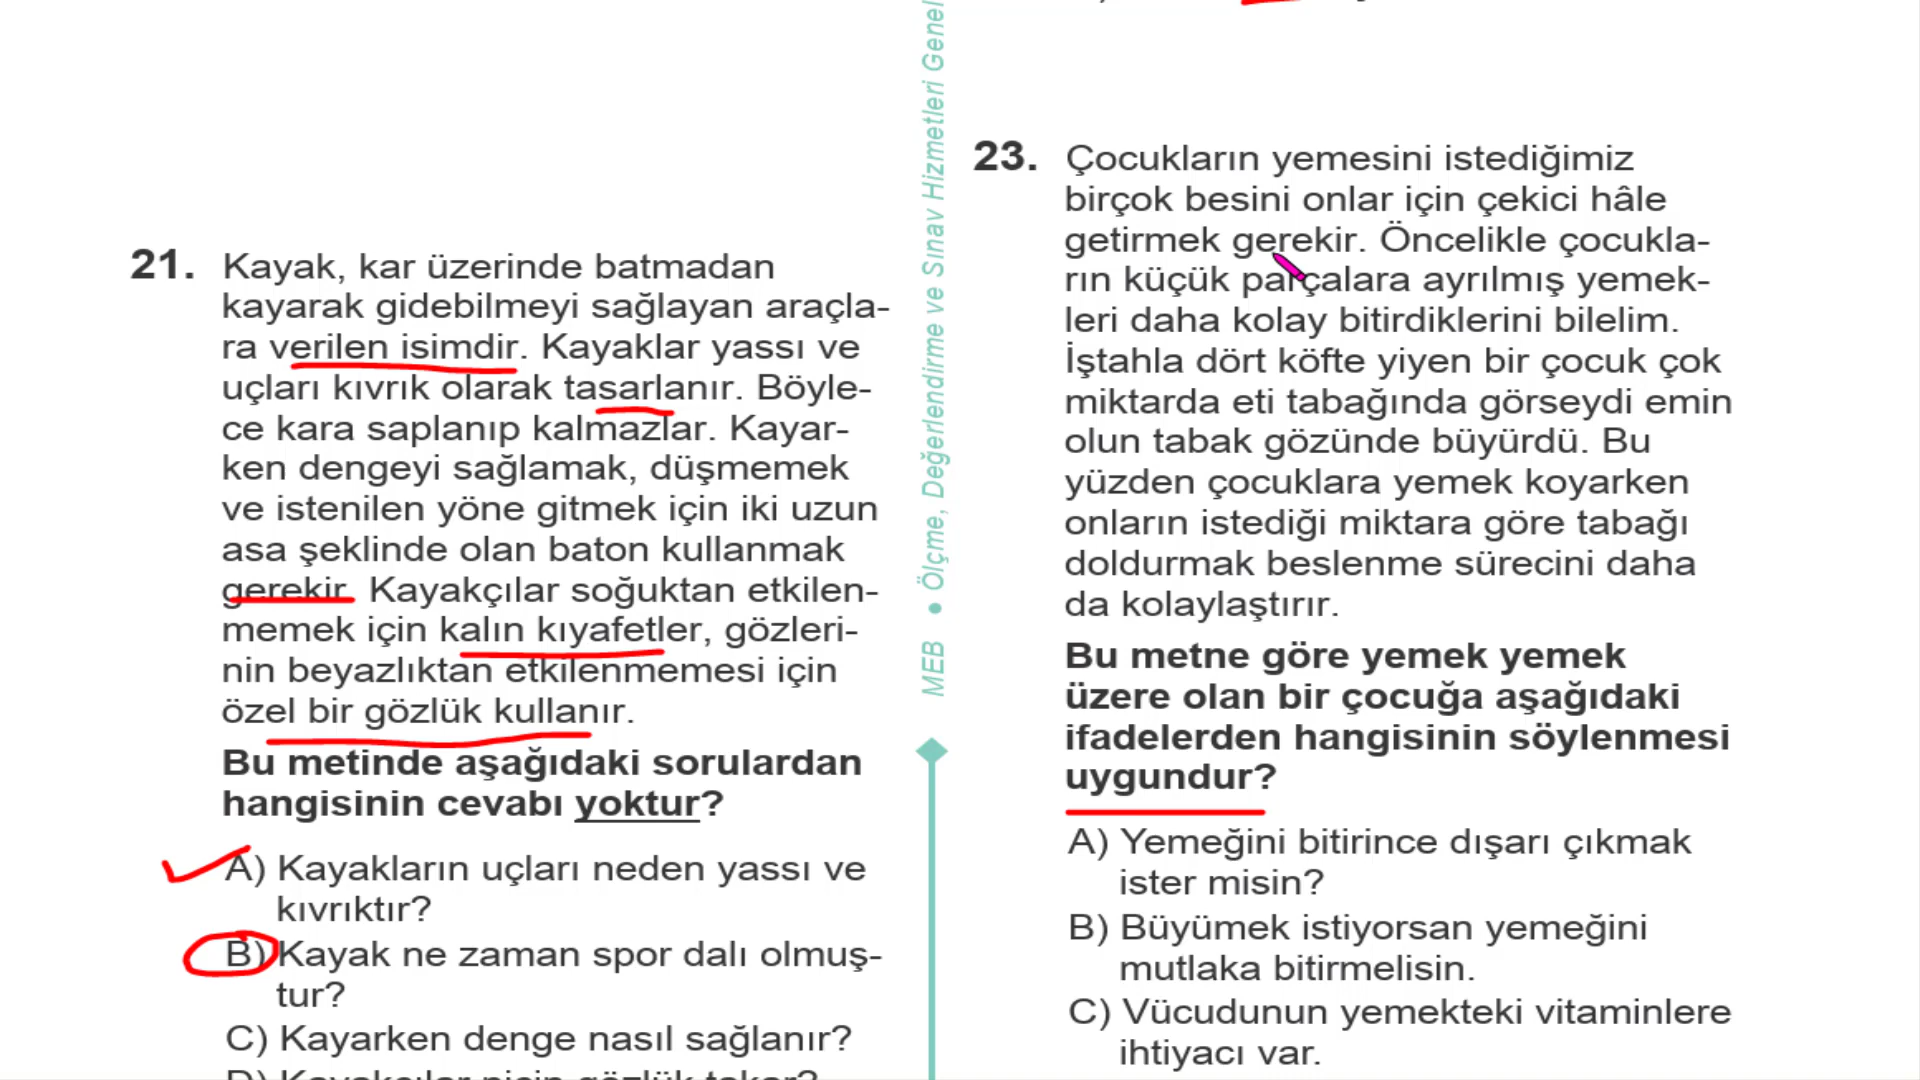 21. Kayak, kar üzerinde batmadan
kayarak gidebilmeyi sağlayan araçla-
ra verilen isimdir. Kayaklar yassı ve
uçları kıvrık olarak tasarlanır. Böyle-
ce kara saplanıp kalmazlar. Kayar-
ken dengeyi sağlamak, düşmemek
ve istenilen yöne gitmek için iki uzun
asa şeklinde olan baton kullanmak
gerekir. Kayakçılar soğuktan etkilen-
memek için kalın kıyafetler, gözleri-
nin beyazlıktan etkilenmemesi için
özel bir gözlük kullanır.
Bu metinde aşağıdaki sorulardan
hangisinin cevabı yoktur?
A) Kayakların uçları neden yassı ve
kıvrıktır?
B) Kayak ne zaman spor dalı olmuş-
tur?
C) Kayarken denge nasıl sağlanır?
D) Kayakçılar niçin gözlük takar?
MEB • Ölçme, Değerlendirme ve Sınav Hizmetleri Genel
23. Çocukların yemesini istediğimiz
birçok besini onlar için çekici hâle
getirmek gerekir. Öncelikle çocukla-
rın küçük parçalara ayrılmış yemek-
leri daha kolay bitirdiklerini bilelim.
İştahla dört köfte yiyen bir çocuk çok
miktarda eti tabağında görseydi emin
olun tabak gözünde büyürdü. Bu
yüzden çocuklara yemek koyarken
onların istediği miktara göre tabağı
doldurmak beslenme sürecini daha
da kolaylaştırır.
Bu metne göre yemek yemek
üzere olan bir çocuğa aşağıdaki
ifadelerden hangisinin söylenmesi
uygundur?
A) Yemeğini bitirince dışarı çıkmak
ister misin?
B) Büyümek istiyorsan yemeğini
mutlaka bitirmelisin.
C) Vücudunun yemekteki vitaminlere
ihtiyacı var.